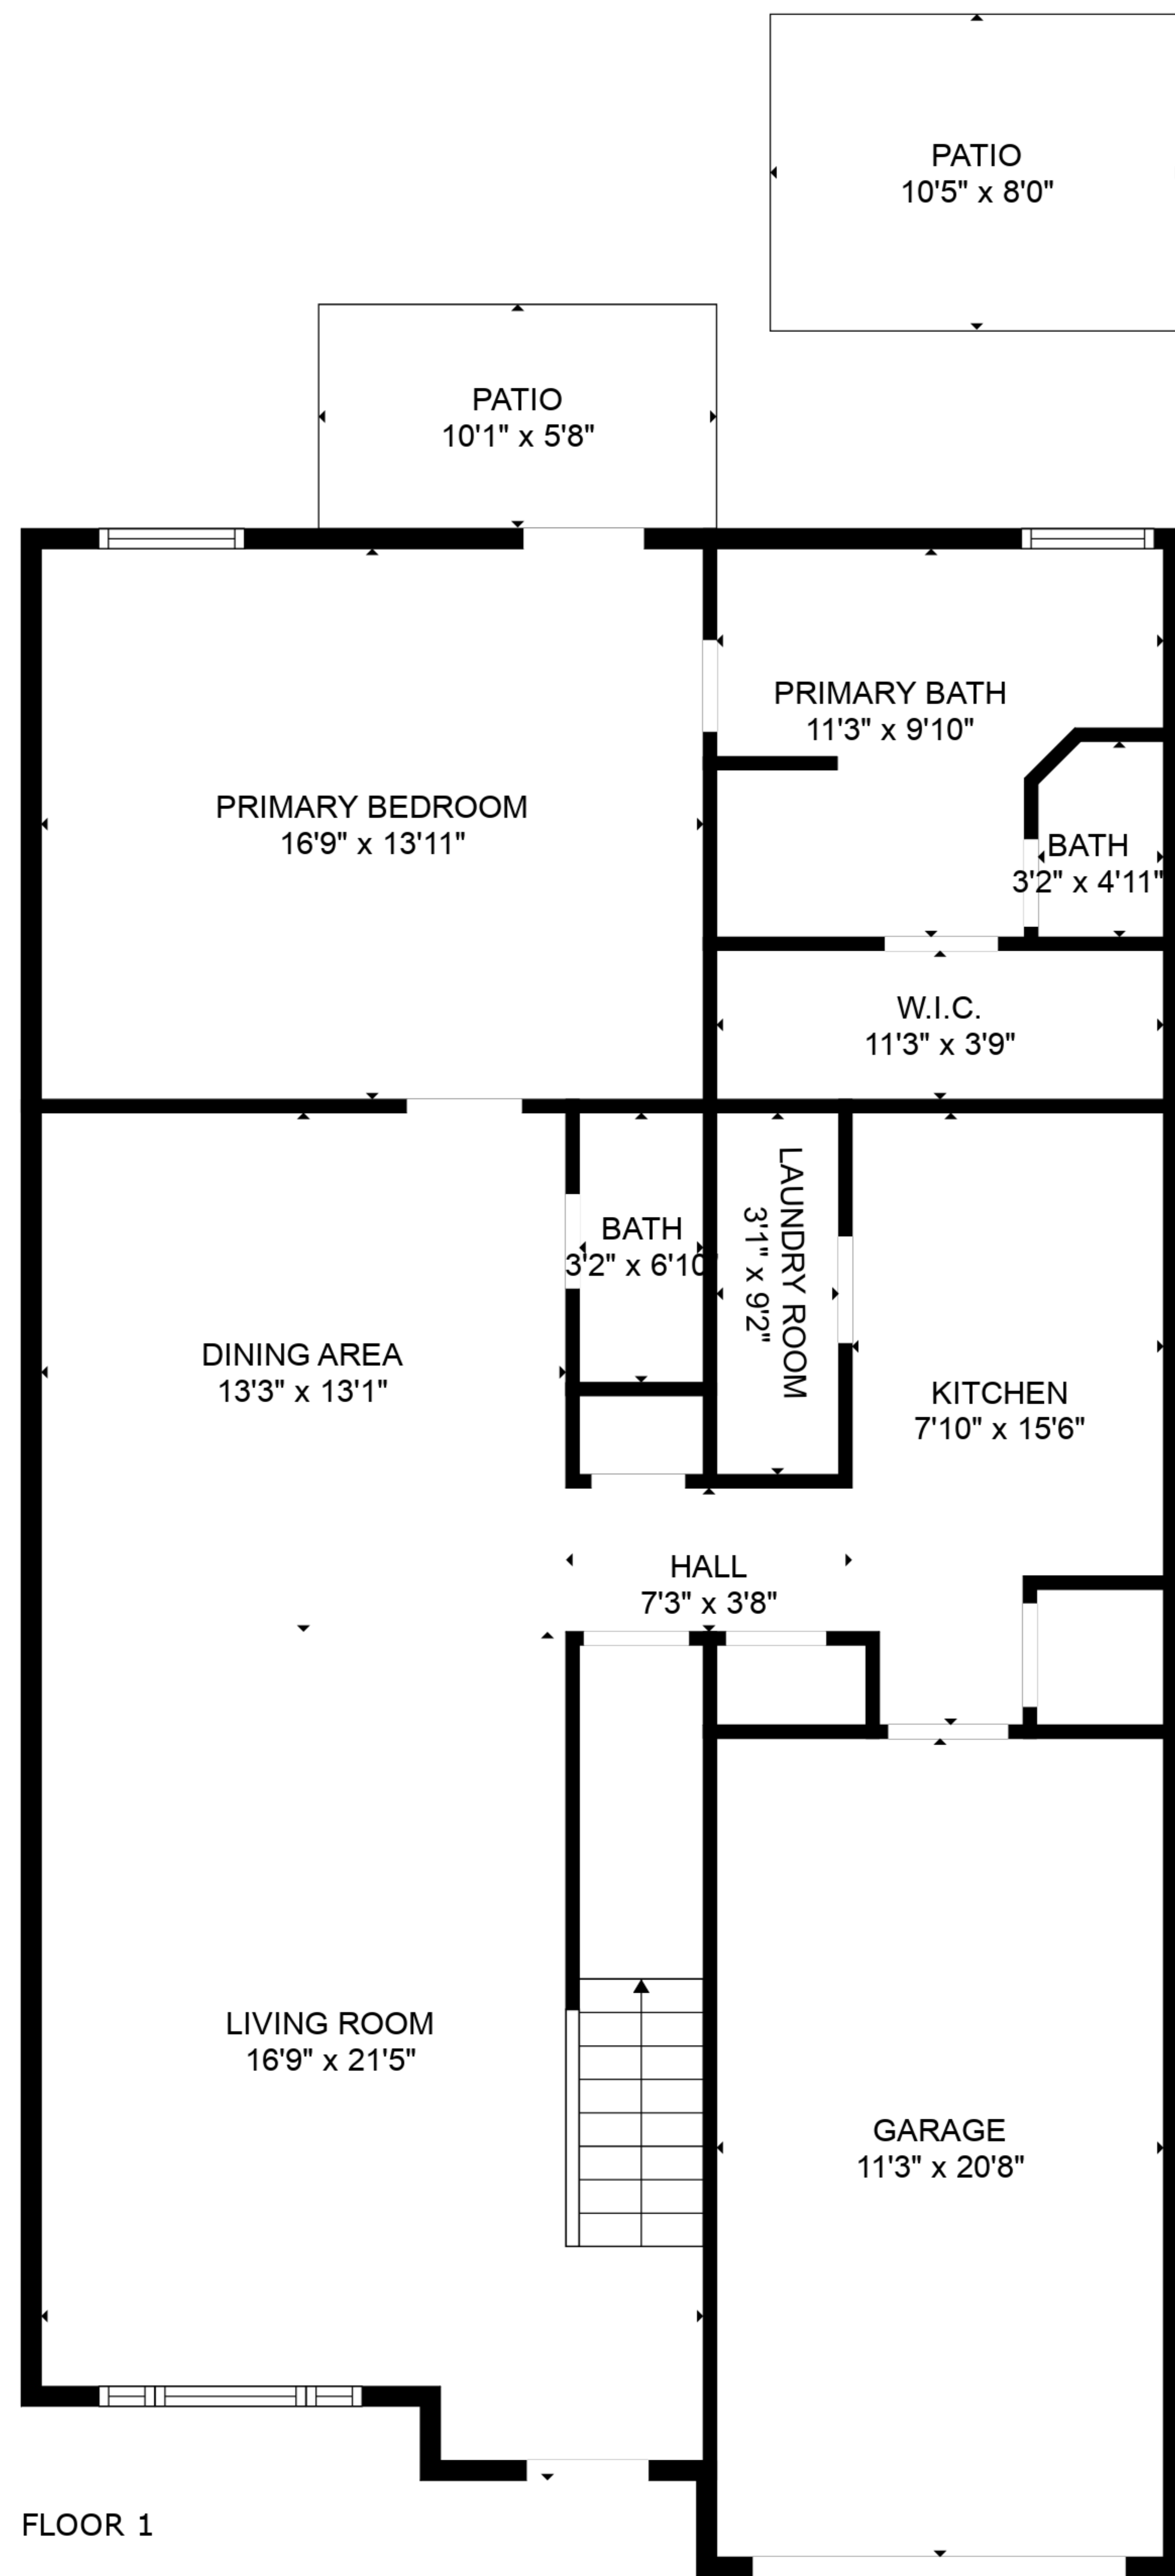 PATIO
10'5" x 8'0"
PATIO
10'1" x 5'8"
PRIMARY BATH
11'3" x 9'10"
PRIMARY BEDROOM
16'9" x 13'11"
BATH
3'2" x 4'11"
W.I.C.
11'3" x 3'9"
BATH
3'2" x 6'10"
LAUNDRY ROOM
3'1" x 9'2"
DINING AREA
13'3" x 13'1"
KITCHEN
7'10" x 15'6"
HALL
7'3" x 3'8"
LIVING ROOM
16'9" x 21'5"
GARAGE
11'3" x 20'8"
FLOOR 1